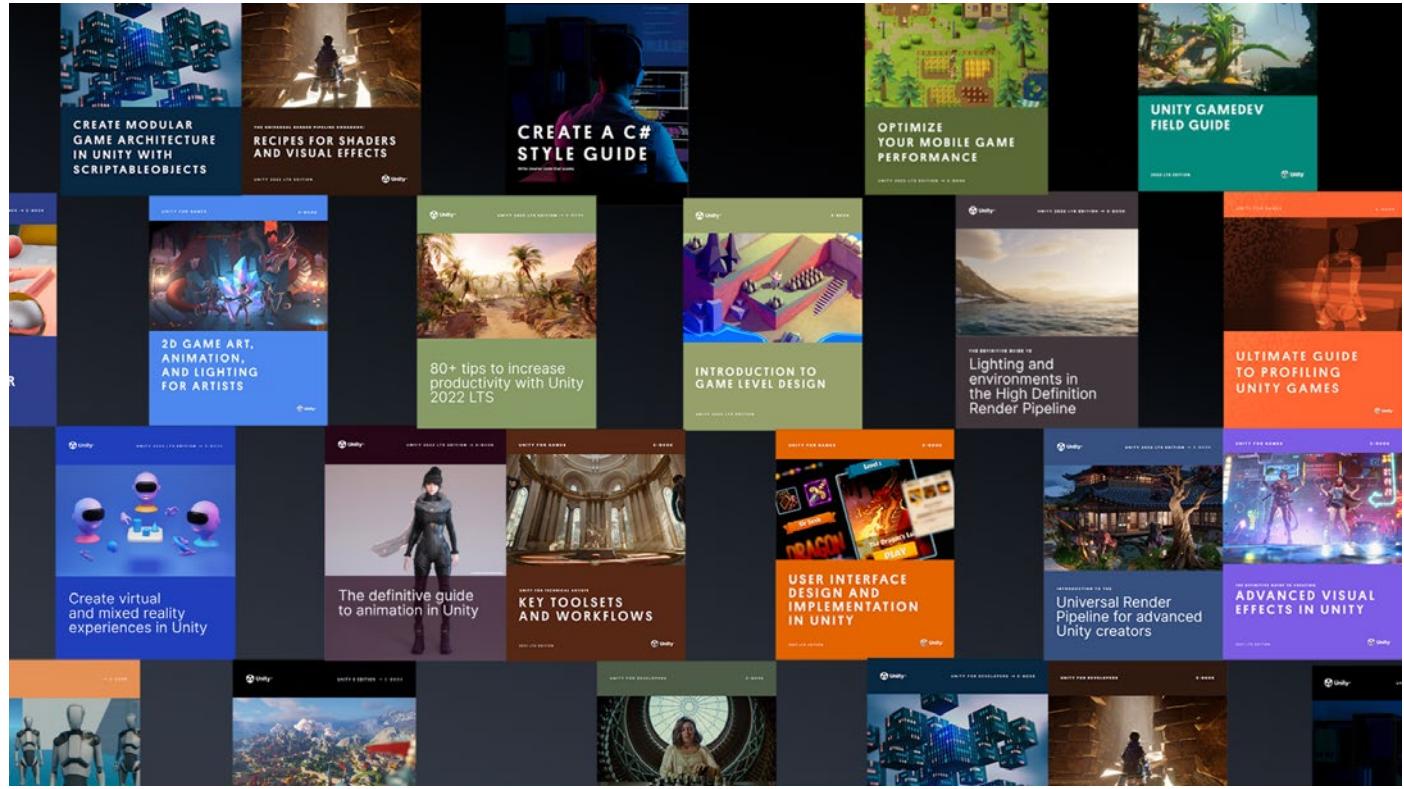 CREATE MODULAR
GAME ARCHITECTURE
IN UNITY WITH
SCRIPTABLEOBJECTS
THE UNIVERSAL RENDER PIPELINE COOKBOOK:
RECIPES FOR SHADERS
AND VISUAL EFFECTS
UNITY 2022 LTS EDITION
Unity
CREATE A C#
STYLE GUIDE
Write cleaner code that scales
OPTIMIZE
YOUR MOBILE GAME
PERFORMANCE
UNITY 2022 LTS EDITION
UNITY GAMEDEV
FIELD GUIDE
2022 LTS EDITION
Unity
E-BOOK
R
UNITY FOR GAMES
E-BOOK
2D GAME ART,
ANIMATION,
AND LIGHTING
FOR ARTISTS
Unity
Unity
UNITY 2022 LTS EDITION → E-BOOK
80+ tips to increase
productivity with Unity
2022 LTS
Unity
E-BOOK
INTRODUCTION TO
GAME LEVEL DESIGN
2022 LTS EDITION
Unity
UNITY 2022 LTS EDITION → E-BOOK
THE DEFINITIVE GUIDE TO
Lighting and
environments in
the High Definition
Render Pipeline
UNITY FOR GAMES
E-BOOK
ULTIMATE GUIDE
TO PROFILING
UNITY GAMES
Unity
Unity
UNITY 2022 LTS EDITION → E-BOOK
Create virtual
and mixed reality
experiences in Unity
Unity
UNITY 2022 LTS EDITION → E-BOOK
The definitive guide
to animation in Unity
UNITY FOR GAMES
E-BOOK
UNITY FOR TECHNICAL ARTISTS
KEY TOOLSETS
AND WORKFLOWS
2021 LTS EDITION
Unity
UNITY FOR GAMES
E-BOOK
Level 1
Sir Josh
DRAGON
The Dragon's Lair
PLAY
USER INTERFACE
DESIGN AND
IMPLEMENTATION
IN UNITY
2021 LTS EDITION
Unity
Unity
UNITY 2022 LTS EDITION → E-BOOK
INTRODUCTION TO THE
Universal Render
Pipeline for advanced
Unity creators
UNITY FOR GAMES
E-BOOK
THE DEFINITIVE GUIDE TO CREATING
ADVANCED VISUAL
EFFECTS IN UNITY
2021 LTS EDITION
Unity
→ E-BOOK
Unity
UNITY 6 EDITION → E-BOOK
UNITY FOR DEVELOPERS
E-BOOK
Unity
UNITY FOR DEVELOPERS → E-BOOK
UNITY FOR DEVELOPERS
E-BOOK
Unity